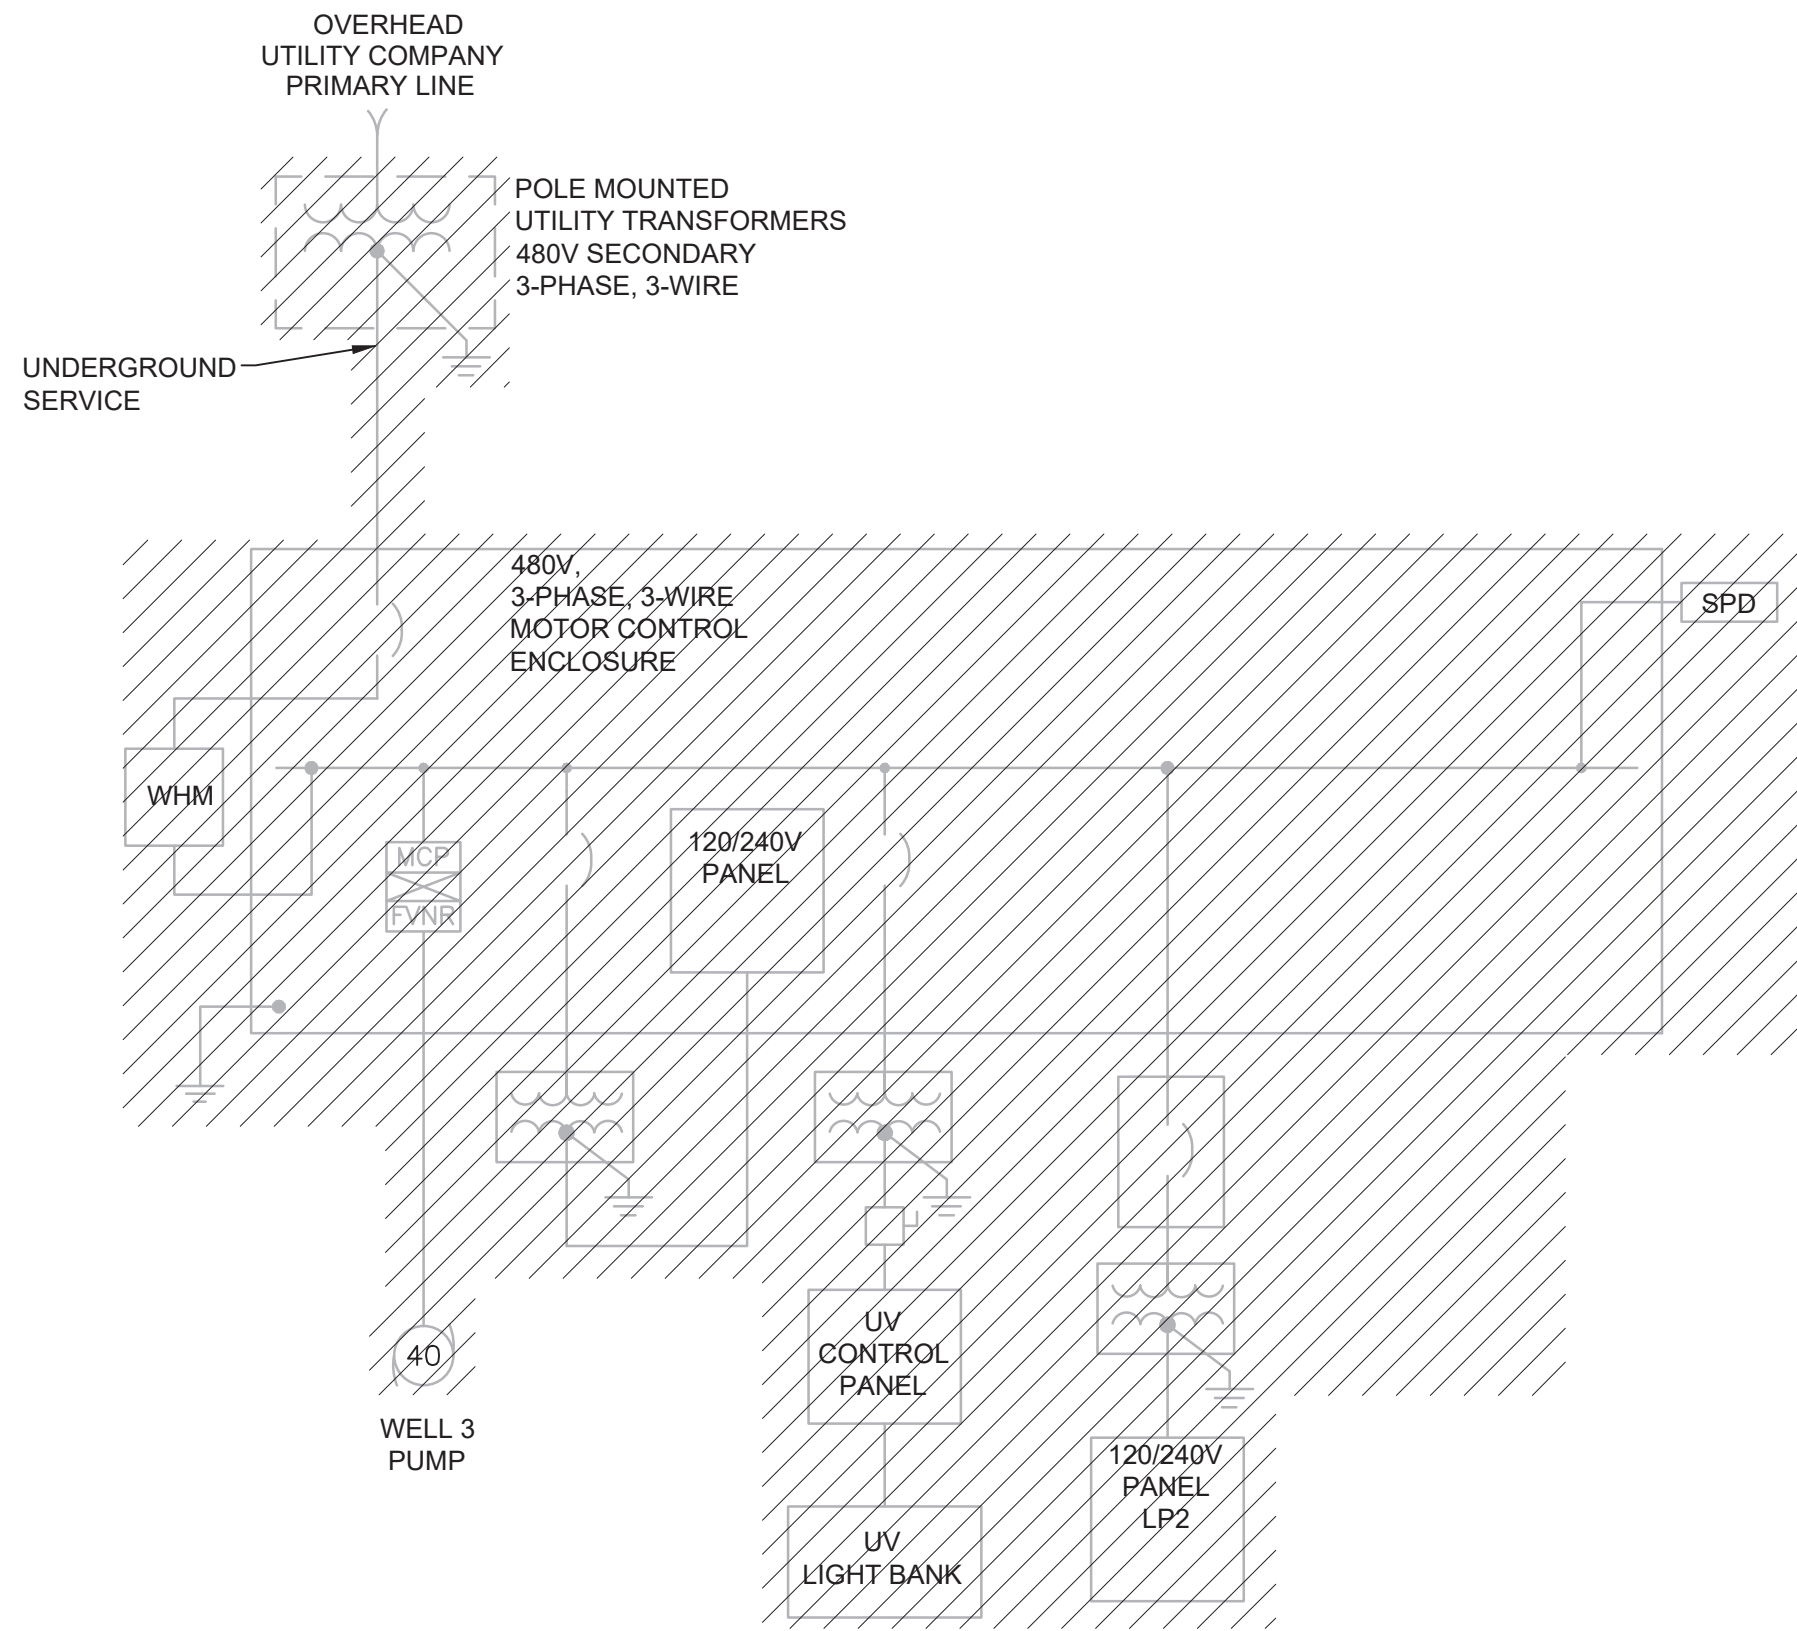 OVERHEAD
UTILITY COMPANY
PRIMARY LINE
POLE MOUNTED
UTILITY TRANSFORMERS
480V SECONDARY
3-PHASE, 3-WIRE
UNDERGROUND
SERVICE
480V,
3-PHASE, 3-WIRE
MOTOR CONTROL
ENCLOSURE
SPD
WHM
MCP
FVNR
120/240V
PANEL
40
WELL 3
PUMP
UV
CONTROL
PANEL
UV
LIGHT BANK
120/240V
PANEL
LP2